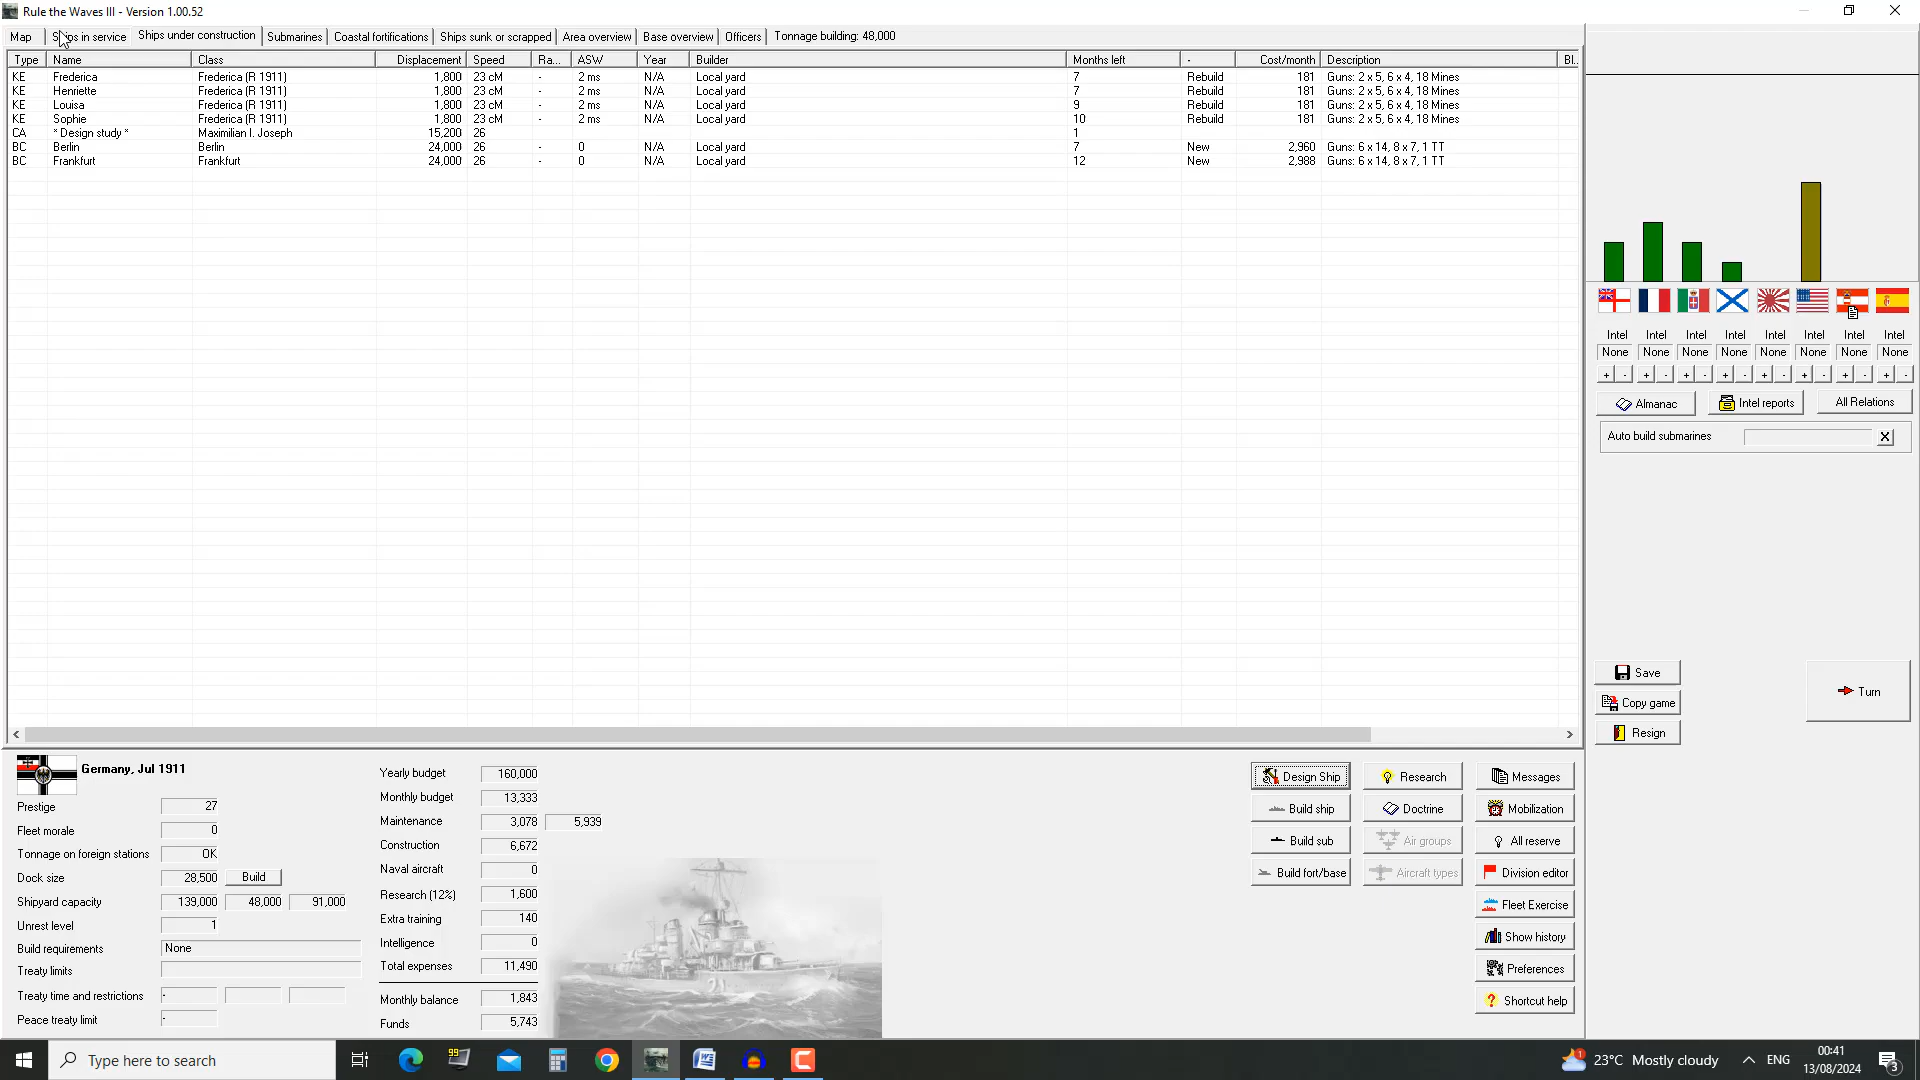 Rule the Waves III - Version 1.00.52
Map Ships in service Ships under construction Submarines Coastal fortifications Ships sunk or scrapped Area overview Base overview Officers Tonnage building: 48,000
Type Name Class Displacement Speed Ra... ASW Year Builder Months left - Cost/month Description Bl...
KE Frederica Frederica (R 1911) 1,800 23 cM - 2 ms N/A Local yard 7 Rebuild 181 Guns: 2 x 5, 6 x 4, 18 Mines
KE Henriette Frederica (R 1911) 1,800 23 cM - 2 ms N/A Local yard 7 Rebuild 181 Guns: 2 x 5, 6 x 4, 18 Mines
KE Louisa Frederica (R 1911) 1,800 23 cM - 2 ms N/A Local yard 9 Rebuild 181 Guns: 2 x 5, 6 x 4, 18 Mines
KE Sophie Frederica (R 1911) 1,800 23 cM - 2 ms N/A Local yard 10 Rebuild 181 Guns: 2 x 5, 6 x 4, 18 Mines
CA * Design study * Maximilian I. Joseph 15,200 26 1
BC Berlin Berlin 24,000 26 - 0 N/A Local yard 7 New 2,960 Guns: 6 x 14, 8 x 7, 1 TT
BC Frankfurt Frankfurt 24,000 26 - 0 N/A Local yard 12 New 2,988 Guns: 6 x 14, 8 x 7, 1 TT
Intel Intel Intel Intel Intel Intel Intel Intel
None None None None None None None None
+ - + - + - + - + - + - + - + -
Almanac Intel reports All Relations
Auto build submarines X
Save
Copy game
Resign
Turn
Germany, Jul 1911
Prestige 27
Fleet morale 0
Tonnage on foreign stations OK
Dock size 28,500 Build
Shipyard capacity 139,000 48,000 91,000
Unrest level 1
Build requirements None
Treaty limits
Treaty time and restrictions -
Peace treaty limit -
Yearly budget 160,000
Monthly budget 13,333
Maintenance 3,078 5,939
Construction 6,672
Naval aircraft 0
Research (12%) 1,600
Extra training 140
Intelligence 0
Total expenses 11,490
Monthly balance 1,843
Funds 5,743
Design Ship Research Messages
Build ship Doctrine Mobilization
Build sub Air groups All reserve
Build fort/base Aircraft types Division editor
Fleet Exercise
Show history
Preferences
Shortcut help
Type here to search
99
23°C Mostly cloudy
ENG
00:41
13/08/2024
3